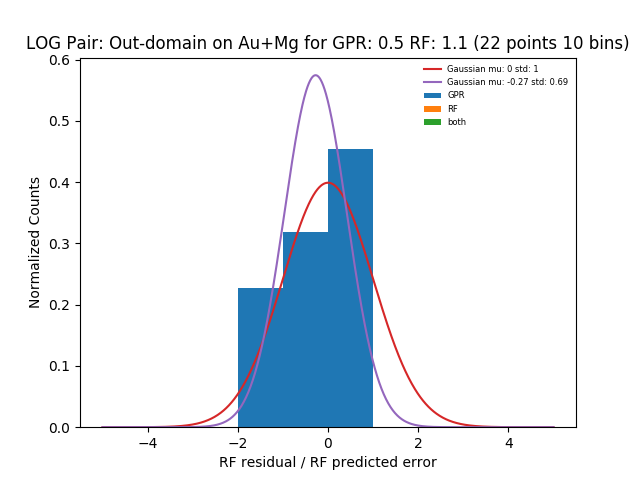 LOG Pair: Out-domain on Au+Mg for GPR: 0.5 RF: 1.1 (22 points 10 bins)
Gaussian mu: 0 std: 1
Gaussian mu: -0.27 std: 0.69
GPR
RF
both
Normalized Counts
0.6
0.5
0.4
0.3
0.2
0.1
0.0
−4
−2
0
2
4
RF residual / RF predicted error